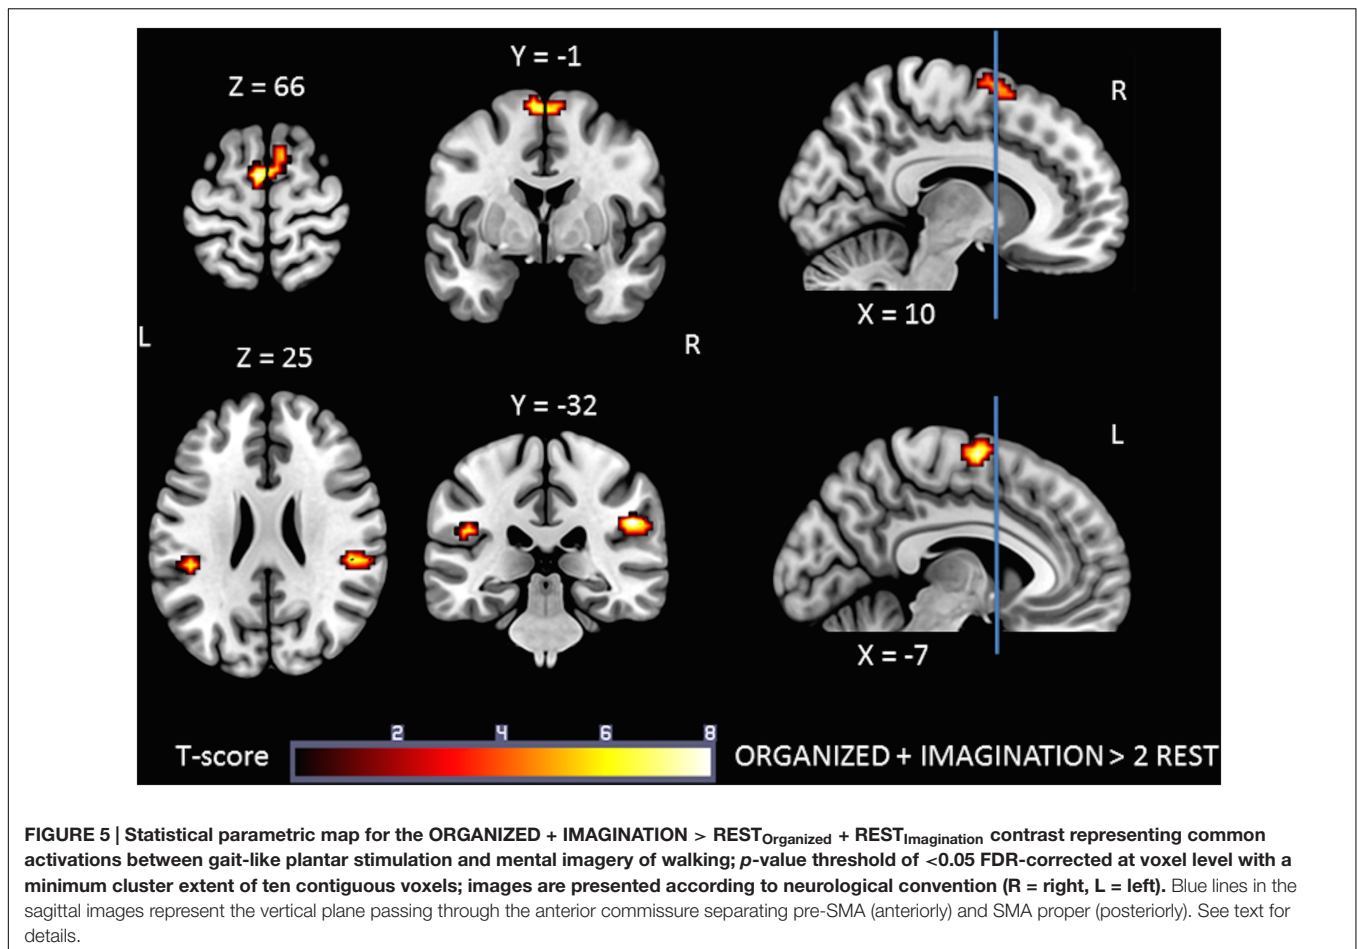 Z = 66
Y = -1
R
X = 10
L
R
Z = 25
Y = -32
L
X = -7
2 4 6 8
T-score
ORGANIZED + IMAGINATION > 2 REST
FIGURE 5 | Statistical parametric map for the ORGANIZED + IMAGINATION > RESTOrganized + RESTImagination contrast representing common
activations between gait-like plantar stimulation and mental imagery of walking; p-value threshold of <0.05 FDR-corrected at voxel level with a
minimum cluster extent of ten contiguous voxels; images are presented according to neurological convention (R = right, L = left). Blue lines in the
sagittal images represent the vertical plane passing through the anterior commissure separating pre-SMA (anteriorly) and SMA proper (posteriorly). See text for
details.